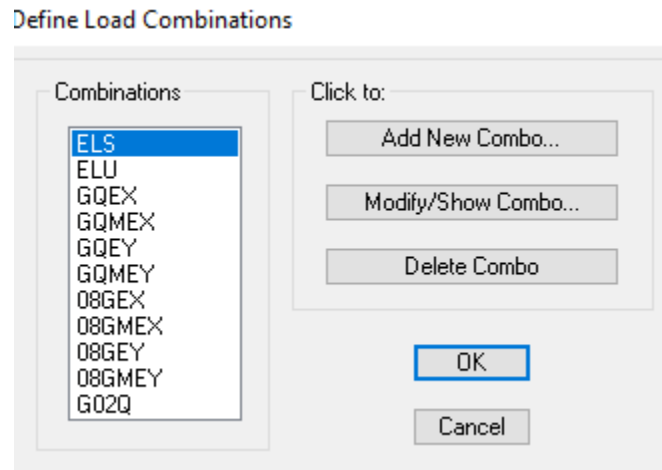 Define Load Combinations
Combinations
ELS
ELU
GQEX
GQMEX
GQEY
GQMEY
08GEX
08GMEX
08GEY
08GMEY
G02Q
Click to:
Add New Combo...
Modify/Show Combo...
Delete Combo
OK
Cancel